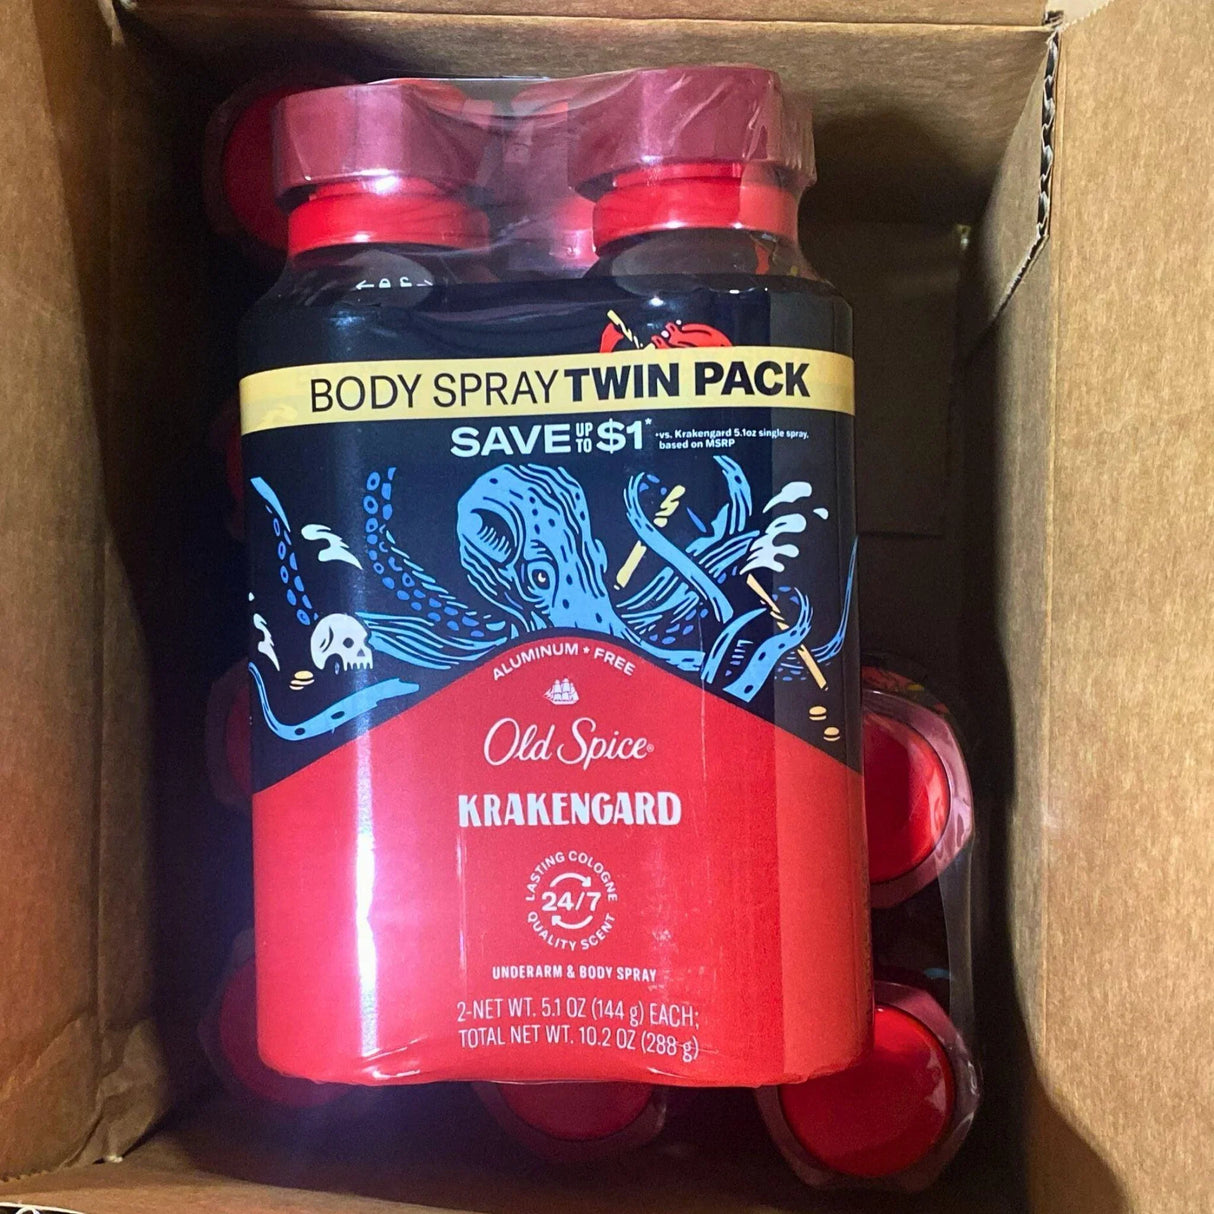 BODY SPRAY TWIN PACK
SAVE UP TO $1* *vs. Krakengard 5.1oz single spray,
based on MSRP
ALUMINUM * FREE
Old Spice®
KRAKENGARD
LASTING COLOGNE
24/7
QUALITY SCENT
UNDERARM & BODY SPRAY
2-NET WT. 5.1 OZ (144 g) EACH;
TOTAL NET WT. 10.2 OZ (288 g)